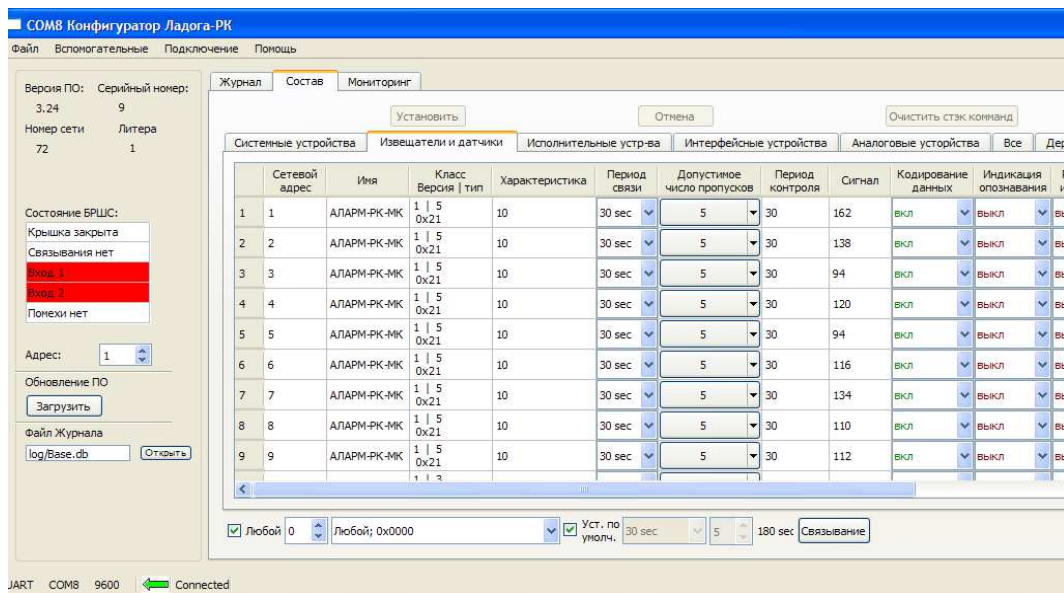 COM8 Конфигуратор Ладога-РК
Файл Вспомогательные Подключение Помощь
Версия ПО: Серийный номер:
3.24 9
Номер сети Литера
72 1
Состояние БРШС:
Крышка закрыта
Связывания нет
Вход 1
Вход 2
Помехи нет
Адрес: 1
Обновление ПО
Загрузить
Файл Журнала
log/Base.db Открыть
Журнал Состав Мониторинг
Установить Отмена Очистить стэк комманд
Системные устройства Извещатели и датчики Исполнительные устр-ва Интерфейсные устройства Аналоговые усторйства Все
Сетевой адрес Имя Класс Версия | тип Характеристика Период связи Допустимое число пропусков Период контроля Сигнал Кодирование данных Индикация опознавания
1 1 АЛАРМ-РК-МК 1 | 5 0x21 10 30 sec 5 30 162 вкл выкл
2 2 АЛАРМ-РК-МК 1 | 5 0x21 10 30 sec 5 30 138 вкл выкл
3 3 АЛАРМ-РК-МК 1 | 5 0x21 10 30 sec 5 30 94 вкл выкл
4 4 АЛАРМ-РК-МК 1 | 5 0x21 10 30 sec 5 30 120 вкл выкл
5 5 АЛАРМ-РК-МК 1 | 5 0x21 10 30 sec 5 30 94 вкл выкл
6 6 АЛАРМ-РК-МК 1 | 5 0x21 10 30 sec 5 30 116 вкл выкл
7 7 АЛАРМ-РК-МК 1 | 5 0x21 10 30 sec 5 30 134 вкл выкл
8 8 АЛАРМ-РК-МК 1 | 5 0x21 10 30 sec 5 30 110 вкл выкл
9 9 АЛАРМ-РК-МК 1 | 5 0x21 10 30 sec 5 30 112 вкл выкл
1 | 3
Любой 0 Любой; 0x0000 Уст. по умолч. 30 sec 5 180 sec Связывание
UART COM8 9600 Connected